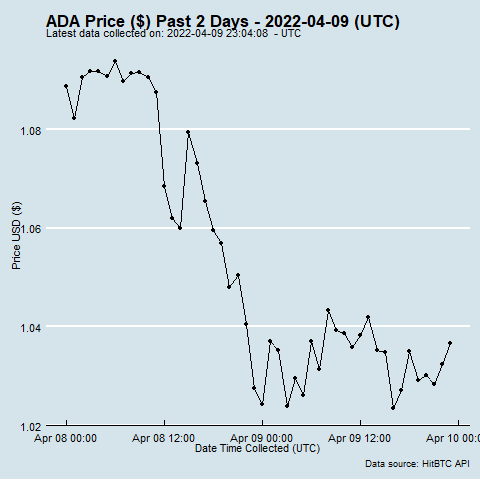 ADA Price ($) Past 2 Days - 2022-04-09 (UTC)
Latest data collected on: 2022-04-09 23:04:08 - UTC
1.08
1.06
1.04
1.02
Price USD ($)
Apr 08 00:00 Apr 08 12:00 Apr 09 00:00 Apr 09 12:00 Apr 10 0
Date Time Collected (UTC)
Data source: HitBTC API